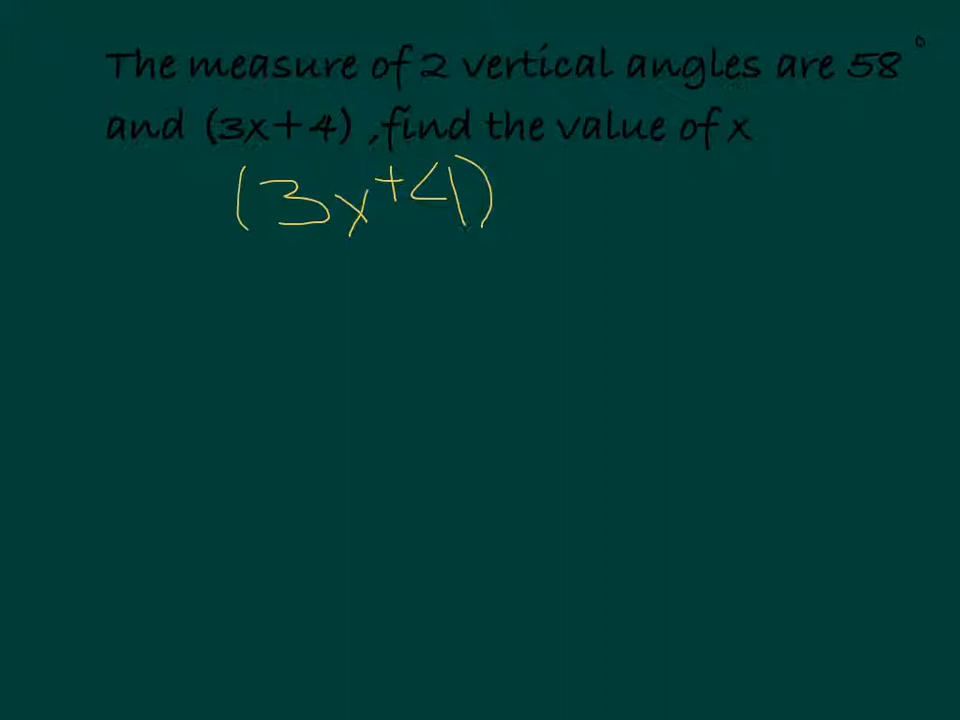 The measure of 2 vertical angles are 58°
and (3x+4) ,find the value of x
(3x+4)